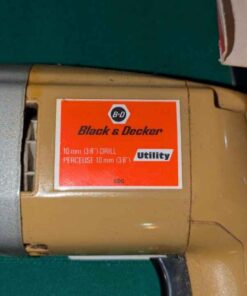 B·D
Black & Decker
10 mm (3/8") DRILL
PERCEUSE 10 mm (3/8")
Utility